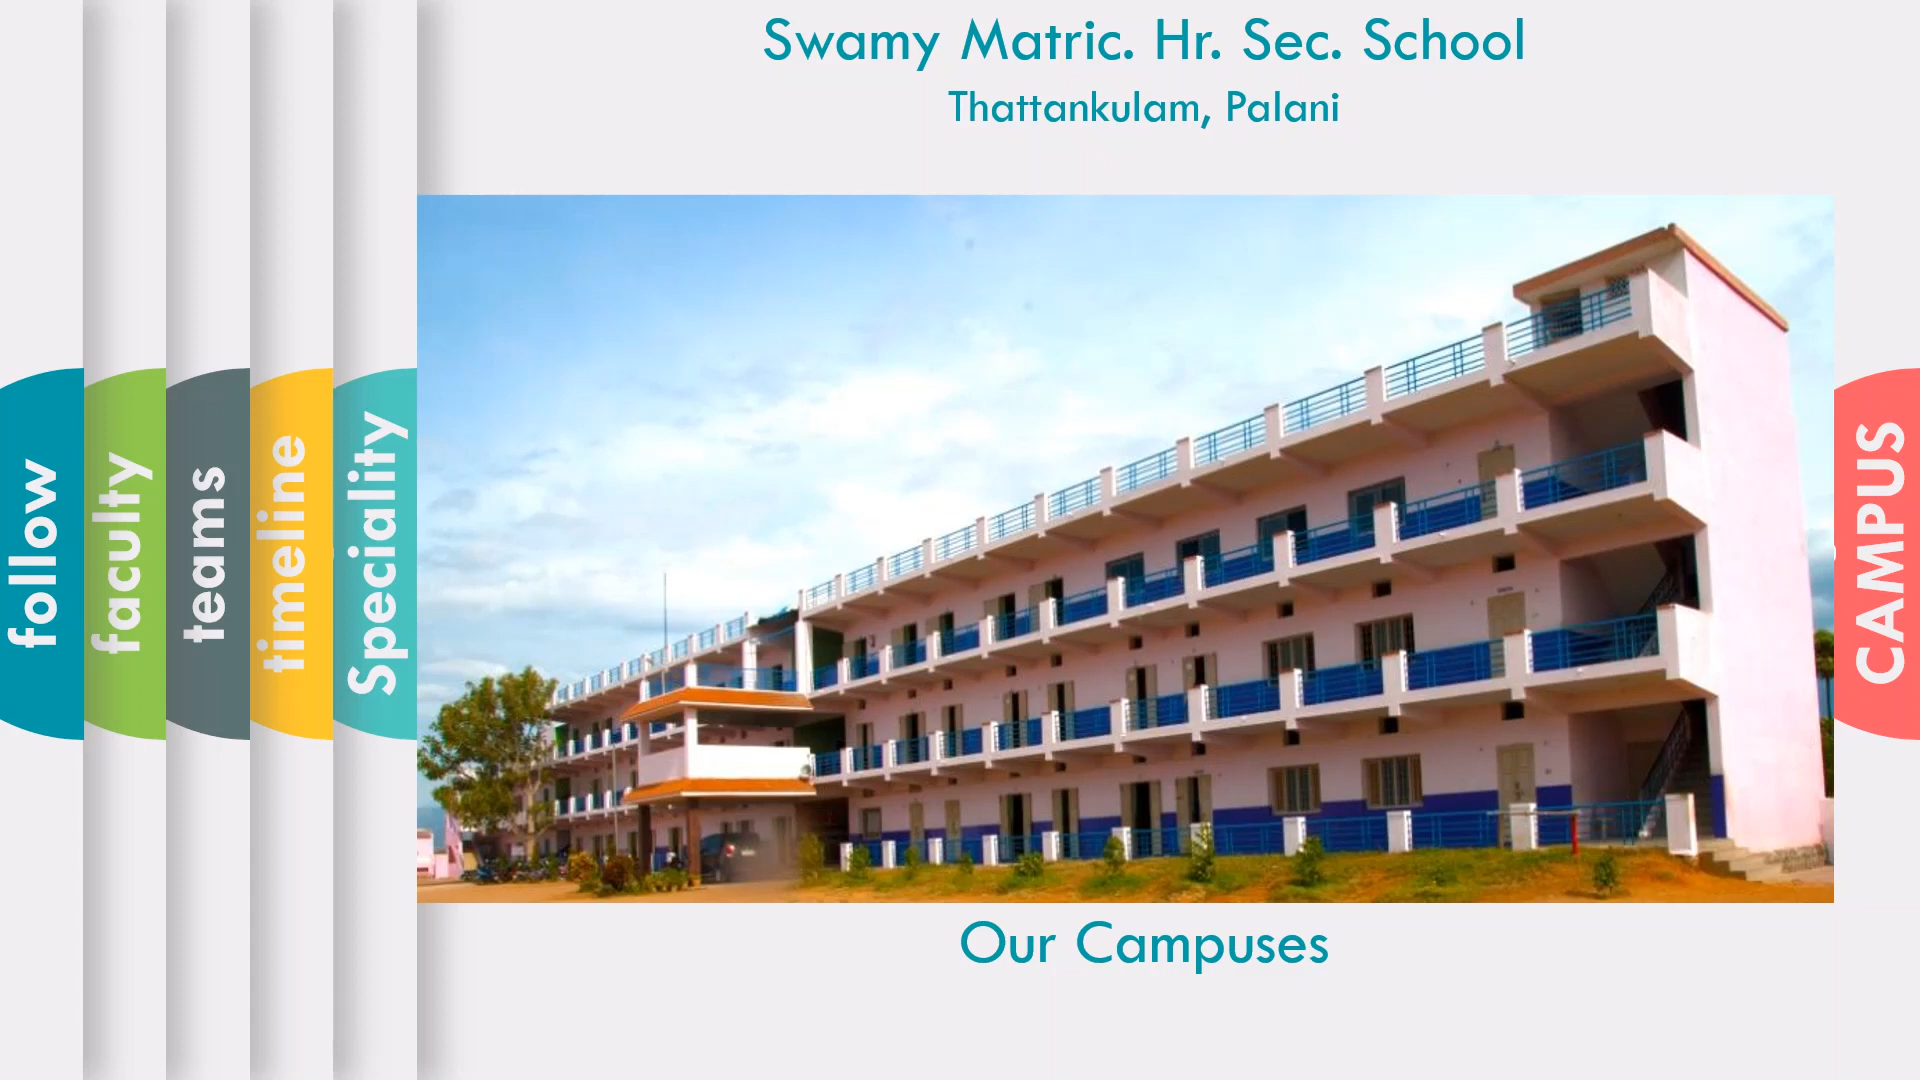 Swamy Matric. Hr. Sec. School
Thattankulam, Palani
follow
faculty
teams
timeline
Speciality
CAMPUS
Our Campuses